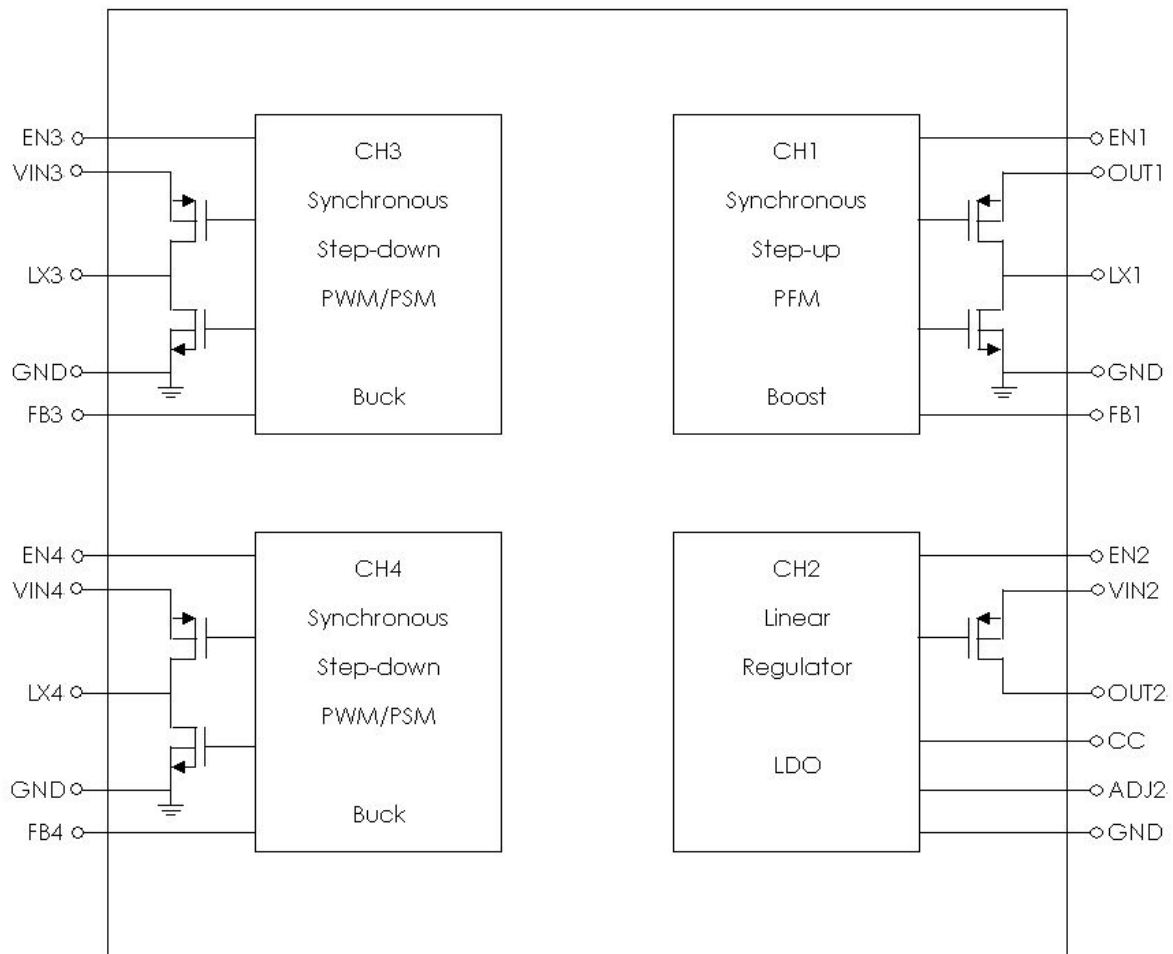 EN3
VIN3
LX3
GND
FB3
CH3
Synchronous
Step-down
PWM/PSM
Buck
CH1
Synchronous
Step-up
PFM
Boost
EN1
OUT1
LX1
GND
FB1
EN4
VIN4
LX4
GND
FB4
CH4
Synchronous
Step-down
PWM/PSM
Buck
CH2
Linear
Regulator
LDO
EN2
VIN2
OUT2
CC
ADJ2
GND